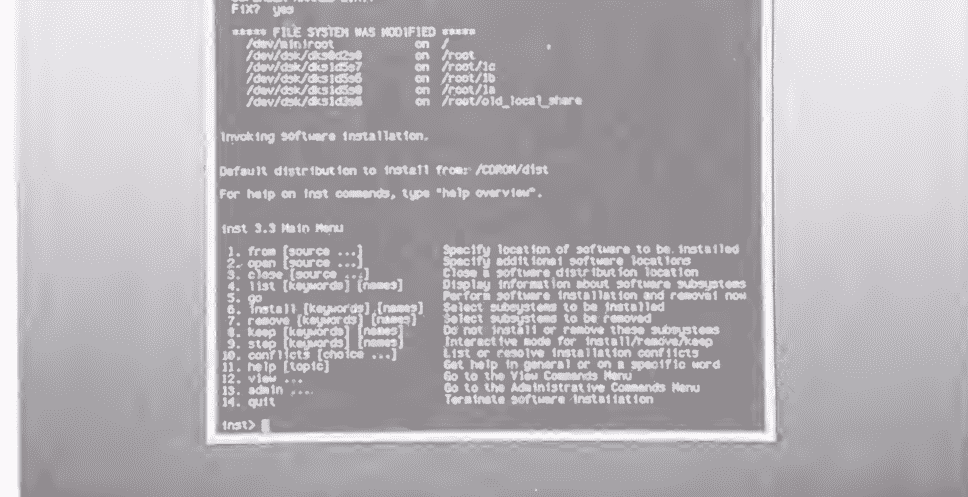 FIX? yes
***** FILE SYSTEM WAS MODIFIED *****
/dev/miniroot on /
/dev/dsk/dks0d2s0 on /root
/dev/dsk/dks1d5s7 on /root/1c
/dev/dsk/dks1d5s6 on /root/1b
/dev/dsk/dks1d5s0 on /root/1a
/dev/dsk/dks1d3s6 on /root/old_local_share
Invoking software installation.
Default distribution to install from: /CDROM/dist
For help on inst commands, type "help overview".
inst 3.3 Main Menu
1. from [source ...] Specify location of software to be installed
2. open [source ...] Specify additional software locations
3. close [source ...] Close a software distribution location
4. list [keywords] [names] Display information about software subsystems
5. go Perform software installation and removal now
6. install [keywords] [names] Select subsystems to be installed
7. remove [keywords] [names] Select subsystems to be removed
8. keep [keywords] [names] Do not install or remove these subsystems
9. step [keywords] [names] Interactive mode for install/remove/keep
10. conflicts [choice ...] List or resolve installation conflicts
11. help [topic] Get help in general or on a specific word
12. view ... Go to the View Commands Menu
13. admin ... Go to the Administrative Commands Menu
14. quit Terminate software installation
inst>